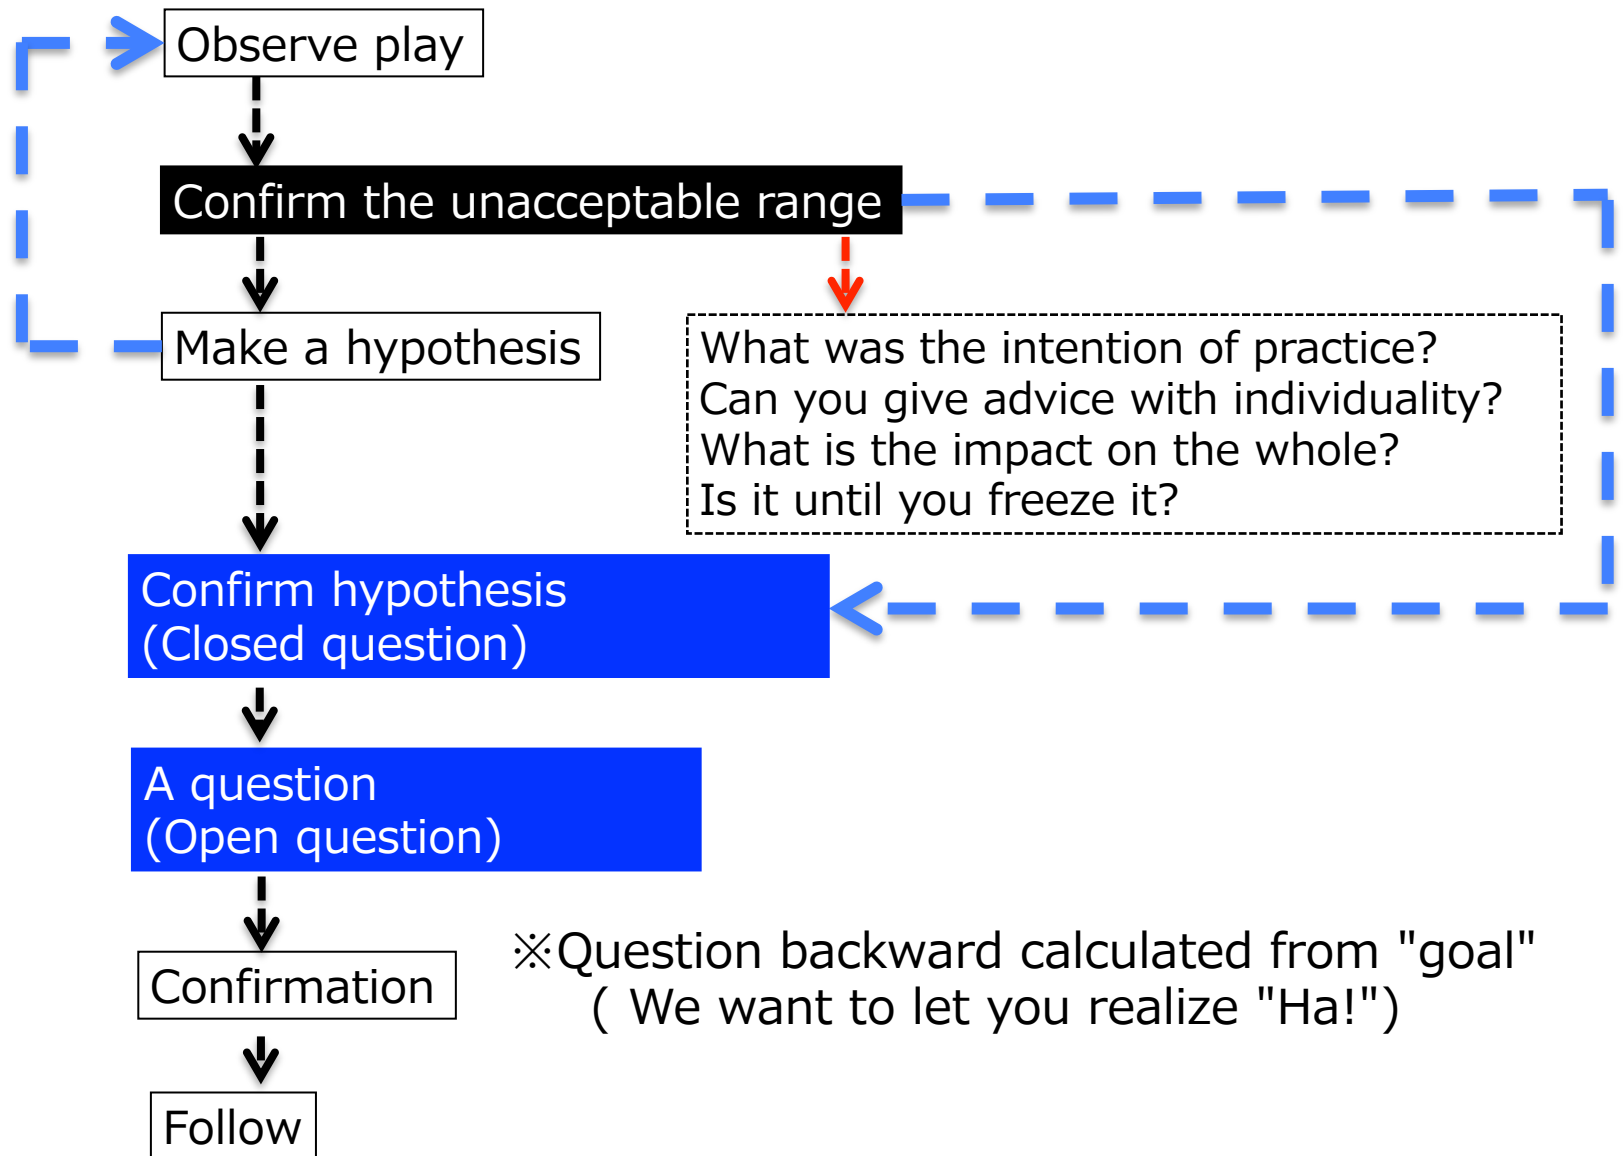 Observe play
Confirm the unacceptable range
Make a hypothesis
What was the intention of practice?
Can you give advice with individuality?
What is the impact on the whole?
Is it until you freeze it?
Confirm hypothesis
(Closed question)
A question
(Open question)
Confirmation
※Question backward calculated from "goal"
( We want to let you realize "Ha!")
Follow